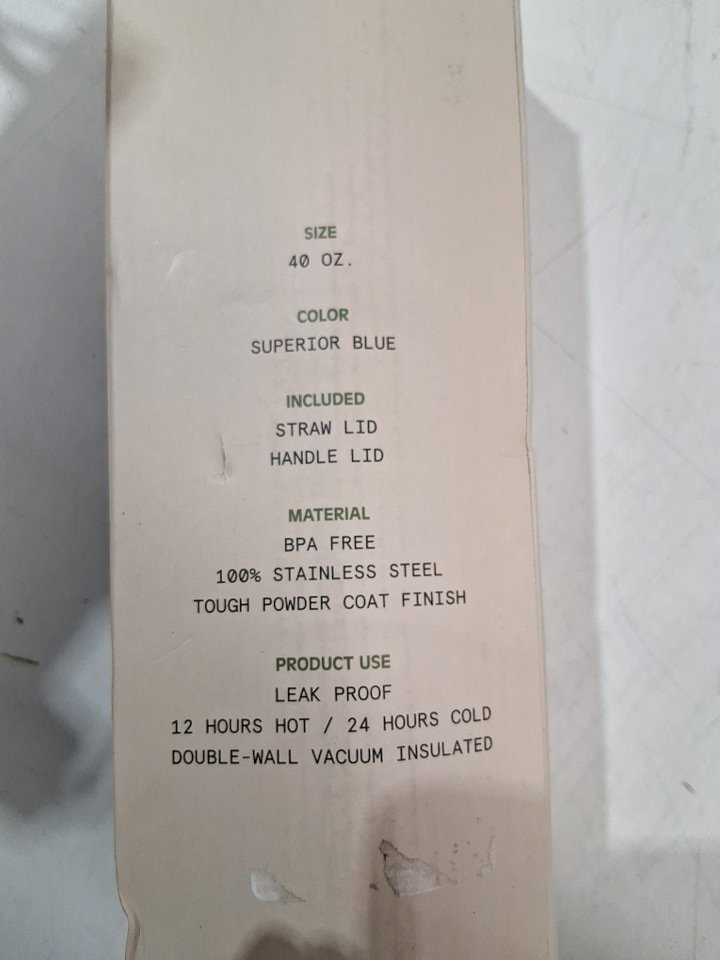 SIZE
40 OZ.
COLOR
SUPERIOR BLUE
INCLUDED
STRAW LID
HANDLE LID
MATERIAL
BPA FREE
100% STAINLESS STEEL
TOUGH POWDER COAT FINISH
PRODUCT USE
LEAK PROOF
12 HOURS HOT / 24 HOURS COLD
DOUBLE-WALL VACUUM INSULATED